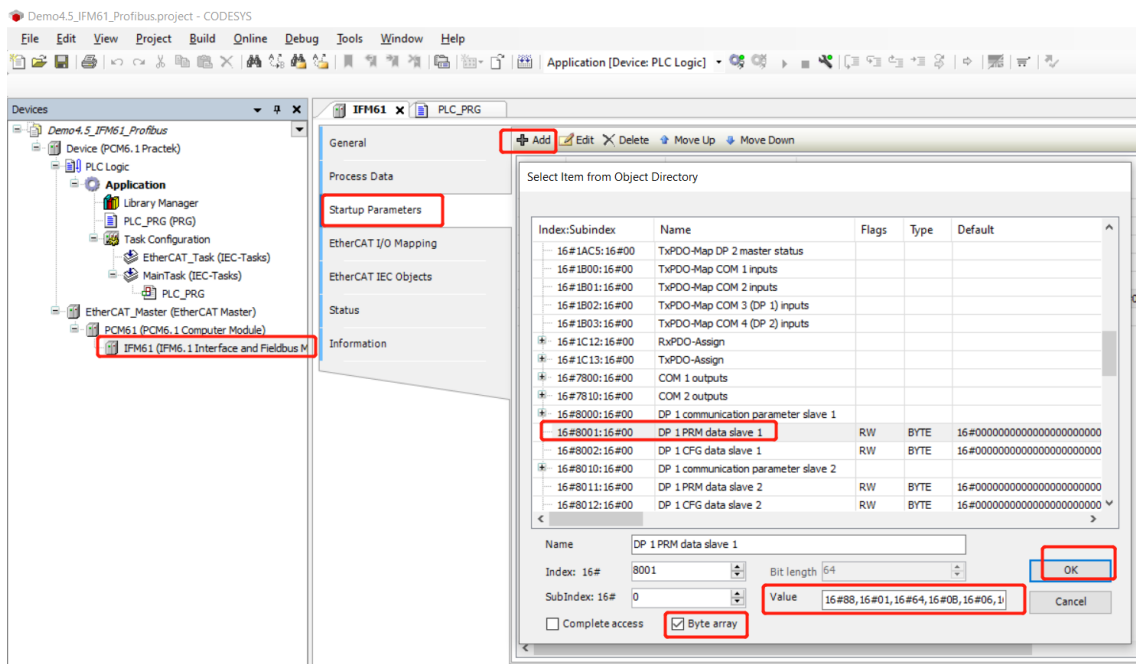 Demo4.5_IFM61_Profibus.project - CODESYS
File Edit View Project Build Online Debug Tools Window Help
Application [Device: PLC Logic]
Devices
Demo4.5_IFM61_Profibus
Device (PCM6.1 Practek)
PLC Logic
Application
Library Manager
PLC_PRG (PRG)
Task Configuration
EtherCAT_Task (IEC-Tasks)
MainTask (IEC-Tasks)
PLC_PRG
EtherCAT_Master (EtherCAT Master)
PCM61 (PCM6.1 Computer Module)
IFM61 (IFM6.1 Interface and Fieldbus M
IFM61 PLC_PRG
General
Process Data
Startup Parameters
EtherCAT I/O Mapping
EtherCAT IEC Objects
Status
Information
Add Edit Delete Move Up Move Down
Select Item from Object Directory
Index:Subindex Name Flags Type Default
16#1AC5:16#00 TxPDO-Map DP 2 master status
16#1B00:16#00 TxPDO-Map COM 1 inputs
16#1B01:16#00 TxPDO-Map COM 2 inputs
16#1B02:16#00 TxPDO-Map COM 3 (DP 1) inputs
16#1B03:16#00 TxPDO-Map COM 4 (DP 2) inputs
16#1C12:16#00 RxPDO-Assign
16#1C13:16#00 TxPDO-Assign
16#7800:16#00 COM 1 outputs
16#7810:16#00 COM 2 outputs
16#8000:16#00 DP 1 communication parameter slave 1
16#8001:16#00 DP 1 PRM data slave 1 RW BYTE 16#0000000000000000000000
16#8002:16#00 DP 1 CFG data slave 1 RW BYTE 16#0000000000000000000000
16#8010:16#00 DP 1 communication parameter slave 2
16#8011:16#00 DP 1 PRM data slave 2 RW BYTE 16#0000000000000000000000
16#8012:16#00 DP 1 CFG data slave 2 RW BYTE 16#0000000000000000000000
Name DP 1 PRM data slave 1
Index: 16# 8001 Bit length 64 OK
SubIndex: 16# 0 Value 16#88,16#01,16#64,16#0B,16#06,1 Cancel
Complete access Byte array